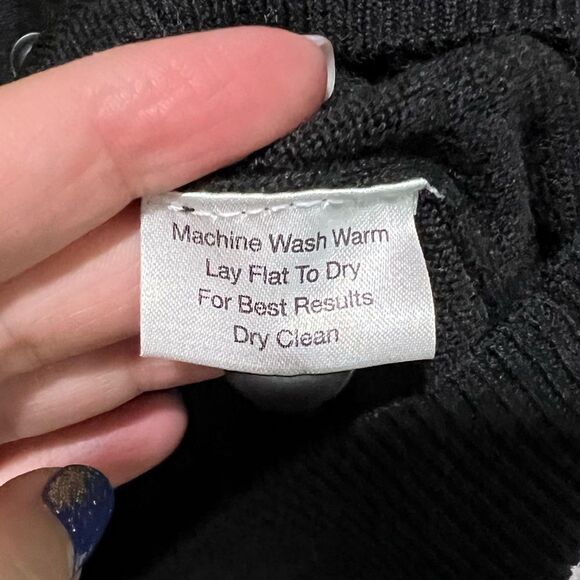 Machine Wash Warm
Lay Flat To Dry
For Best Results
Dry Clean